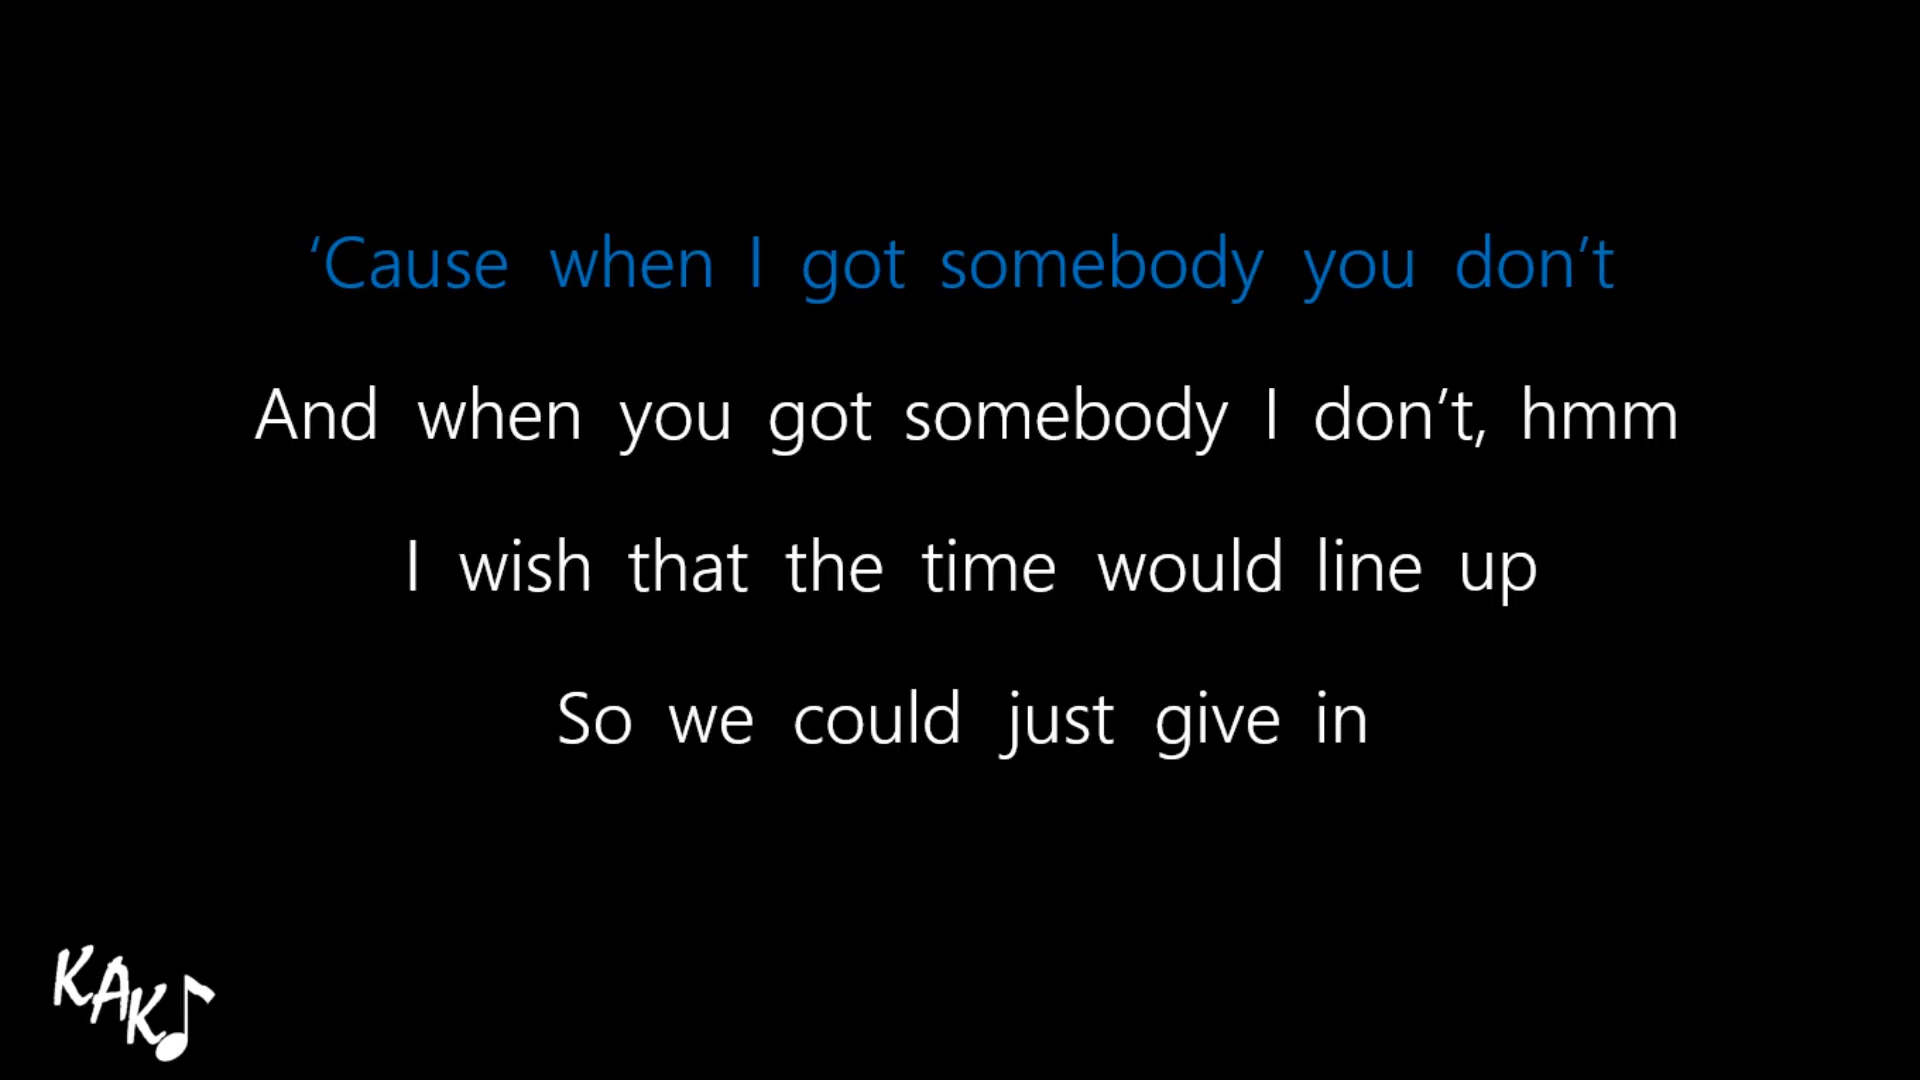 ‘Cause when I got somebody you don’t
And when you got somebody I don’t, hmm
I wish that the time would line up
So we could just give in
KAK